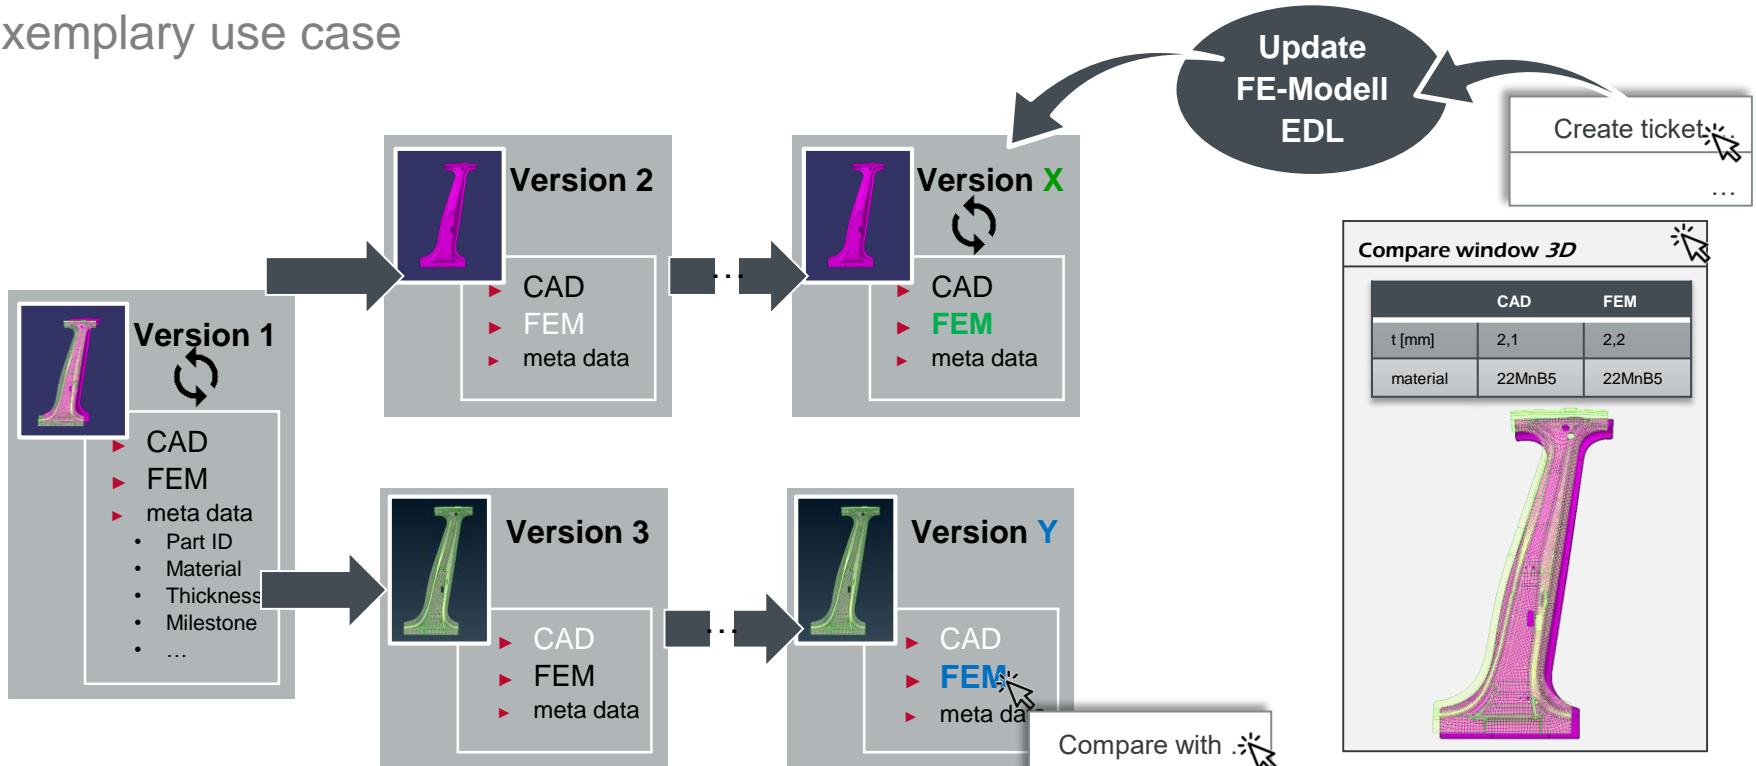 xemplary use case
Update
FE-Modell
EDL
Create ticket
...
Version 1
CAD
FEM
meta data
• Part ID
• Material
• Thickness
• Milestone
• ...
Version 2
CAD
FEM
meta data
...
Version X
CAD
FEM
meta data
Version 3
CAD
FEM
meta data
...
Version Y
CAD
FEM
meta data
Compare with ...
Compare window 3D
CAD FEM
t [mm] 2,1 2,2
material 22MnB5 22MnB5